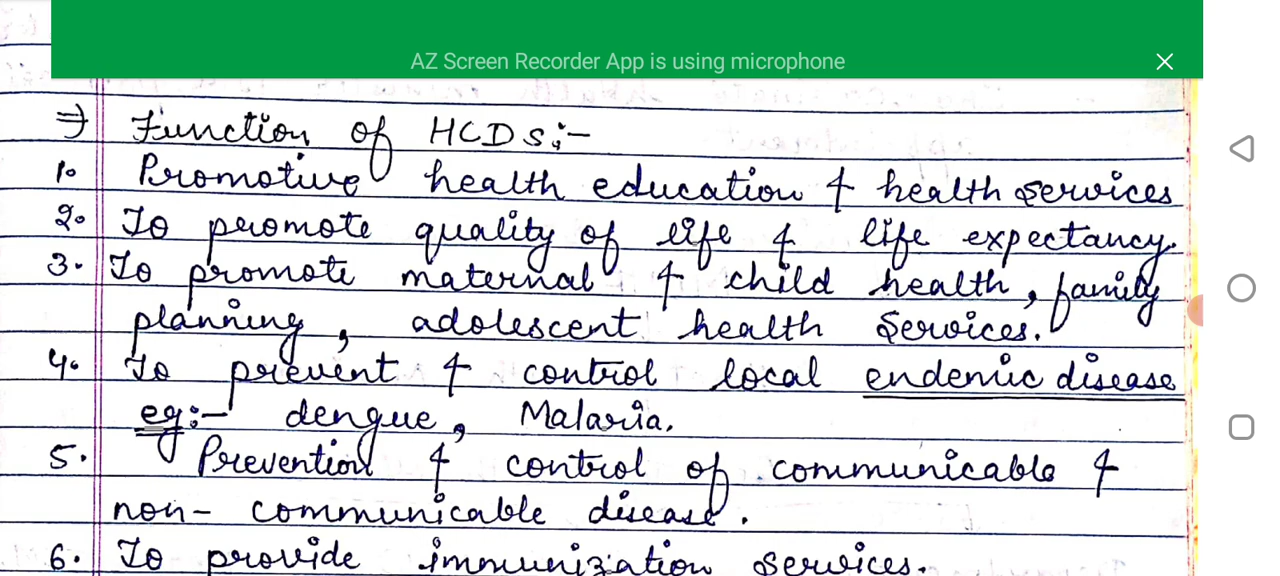 AZ Screen Recorder App is using microphone
⇒ Function of HCDS:-
1. Promotive health education & health services
2. To promote quality of life & life expectancy.
3. To promote maternal & child health, family
planning, adolescent health services.
4. To prevent & control local endemic disease
eg:- dengue, Malaria.
5. Prevention & control of communicable &
non- communicable disease.
6. To provide immunization services.